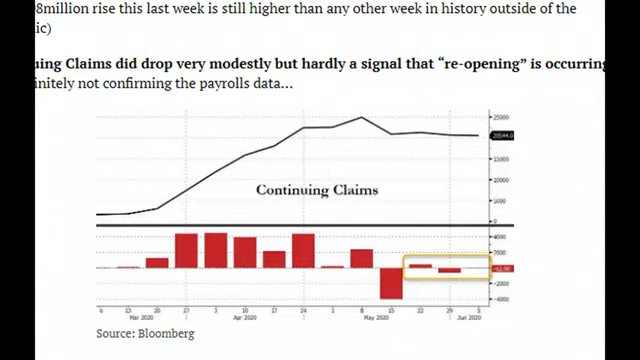 8million rise this last week is still higher than any other week in history outside of the
ic)
uing Claims did drop very modestly but hardly a signal that “re-opening” is occurring
initely not confirming the payrolls data…
25000
20544.0
15000
10000
5000
0
Continuing Claims
4000
2000
-62.00
-2000
-4000
6 13 20 27 3 10 17 24 1 8 15 22 29 5
Mar 2020 Apr 2020 May 2020 Jun 2020
Source: Bloomberg